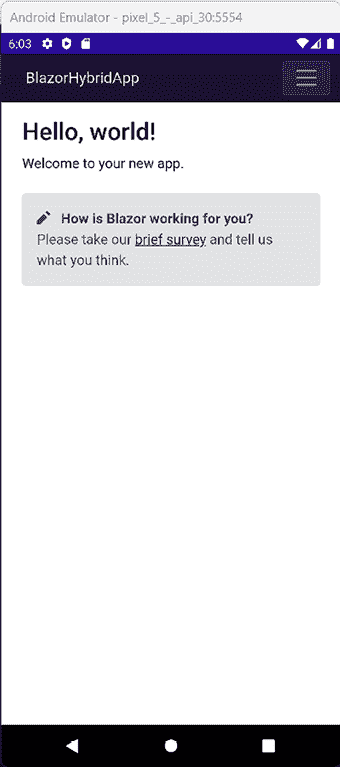 Android Emulator - pixel_5_-_api_30:5554
6:03
BlazorHybridApp
Hello, world!
Welcome to your new app.
How is Blazor working for you?
Please take our brief survey and tell us
what you think.